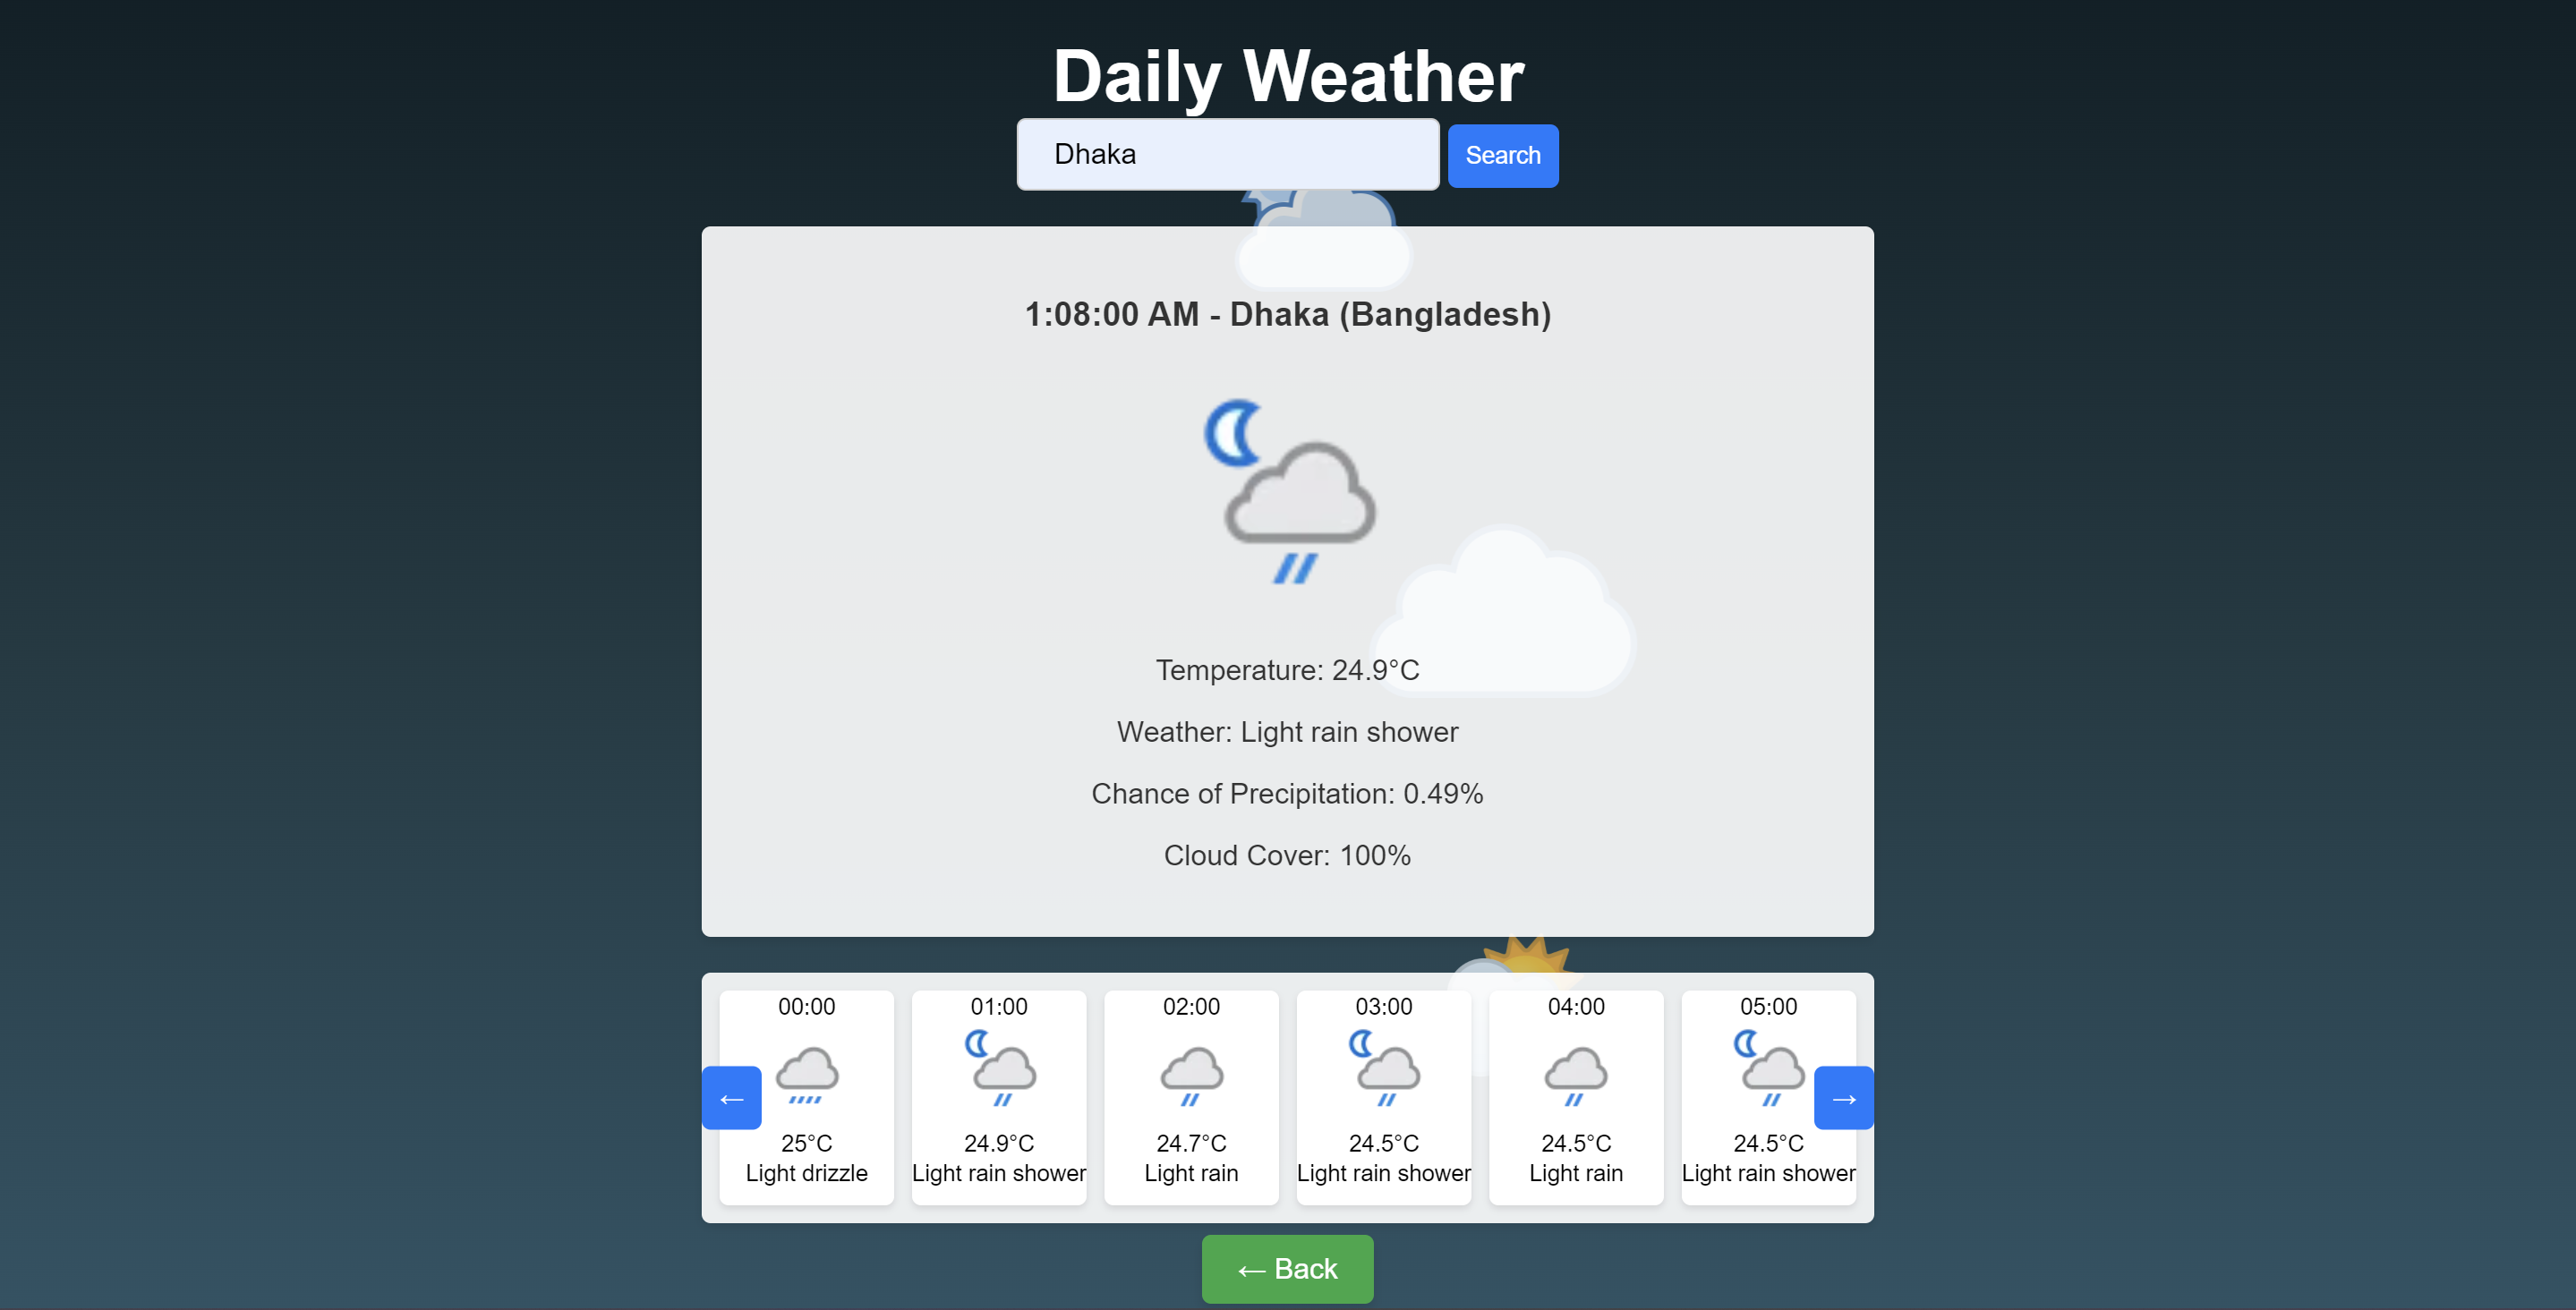 Daily Weather
Dhaka
Search
1:08:00 AM - Dhaka (Bangladesh)
Temperature: 24.9°C
Weather: Light rain shower
Chance of Precipitation: 0.49%
Cloud Cover: 100%
00:00 01:00 02:00 03:00 04:00 05:00
← →
25°C 24.9°C 24.7°C 24.5°C 24.5°C 24.5°C
Light drizzle Light rain shower Light rain Light rain shower Light rain Light rain shower
← Back